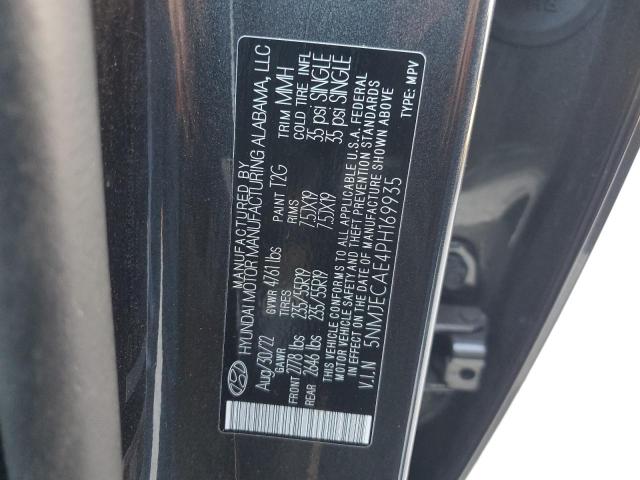 MANUFACTURED BY
HYUNDAI MOTOR MANUFACTURING ALABAMA, LLC
Aug/30/22 GVWR 4761 lbs PAINT T2G TRIM MMH
GAWR TIRES RIMS COLD TIRE INFL
FRONT 2778 lbs 235/55R19 7.5JX19 35 psi SINGLE
REAR 2646 lbs 235/55R19 7.5JX19 35 psi SINGLE
THIS VEHICLE CONFORMS TO ALL APPLICABLE U.S.A. FEDERAL
MOTOR VEHICLE SAFETY AND THEFT PREVENTION STANDARDS
IN EFFECT ON THE DATE OF MANUFACTURE SHOWN ABOVE
V.I.N 5NMJECAE4PH169935 TYPE: MPV